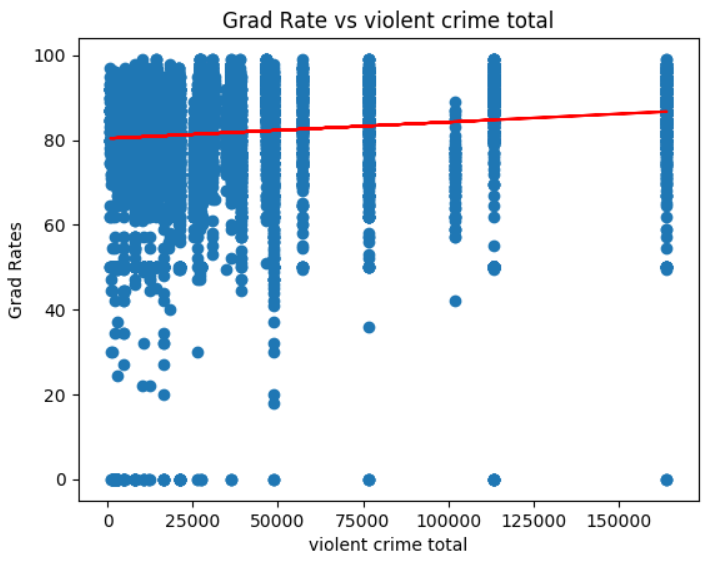 Grad Rate vs violent crime total
100
80
60
40
20
0
Grad Rates
0 25000 50000 75000 100000 125000 150000
violent crime total